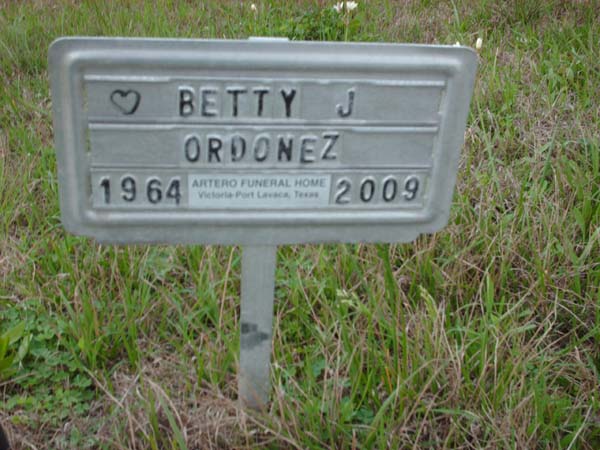 ♡ BETTY J
ORDONEZ
1964 ARTERO FUNERAL HOME 2009
Victoria-Port Lavaca, Texas